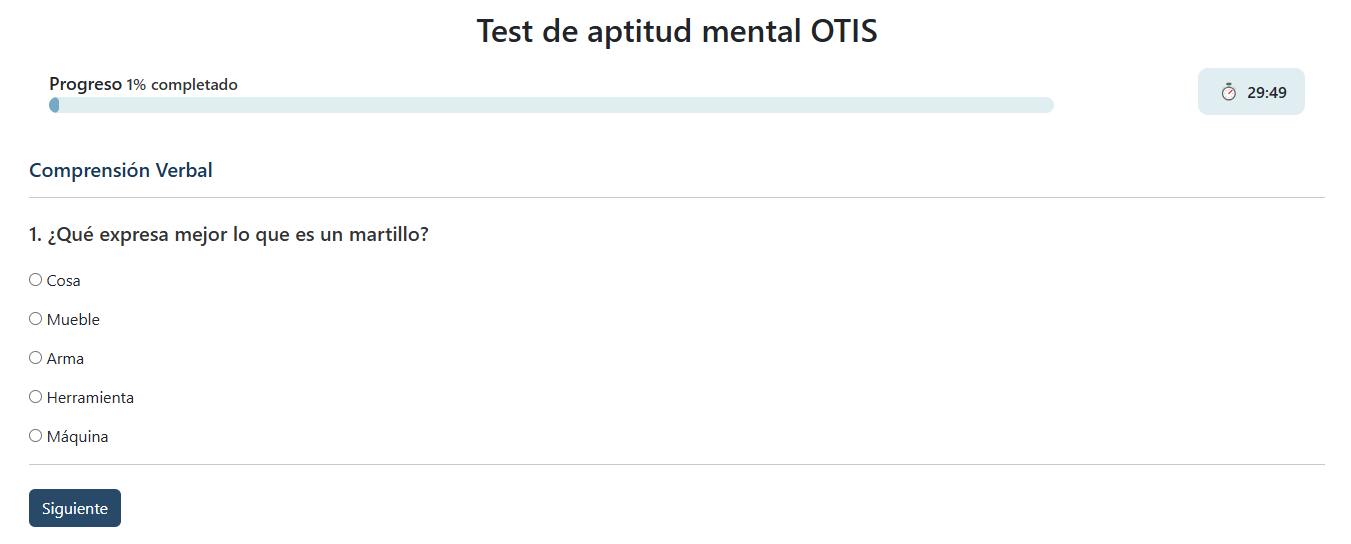 Test de aptitud mental OTIS
Progreso 1% completado
29:49
Comprensión Verbal
1. ¿Qué expresa mejor lo que es un martillo?
Cosa
Mueble
Arma
Herramienta
Máquina
Siguiente